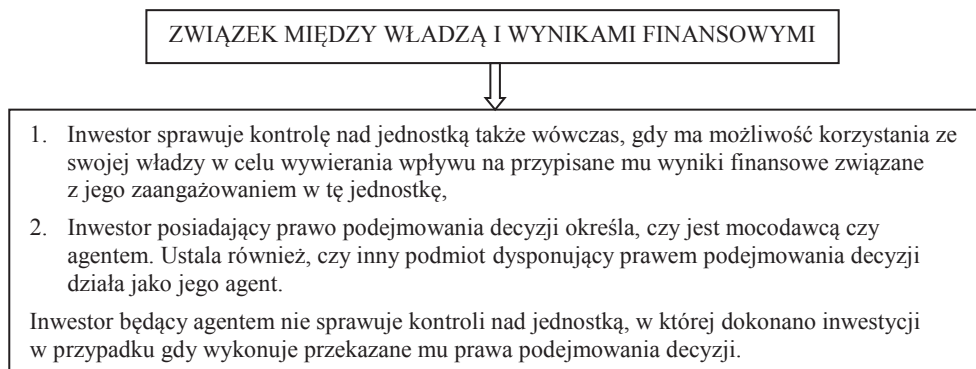 ZWIĄZEK MIĘDZY WŁADZĄ I WYNIKAMI FINANSOWYMI
1. Inwestor sprawuje kontrolę nad jednostką także wówczas, gdy ma możliwość korzystania ze
swojej władzy w celu wywierania wpływu na przypisane mu wyniki finansowe związane
z jego zaangażowaniem w tę jednostkę,
2. Inwestor posiadający prawo podejmowania decyzji określa, czy jest mocodawcą czy
agentem. Ustala również, czy inny podmiot dysponujący prawem podejmowania decyzji
działa jako jego agent.
Inwestor będący agentem nie sprawuje kontroli nad jednostką, w której dokonano inwestycji
w przypadku gdy wykonuje przekazane mu prawa podejmowania decyzji.